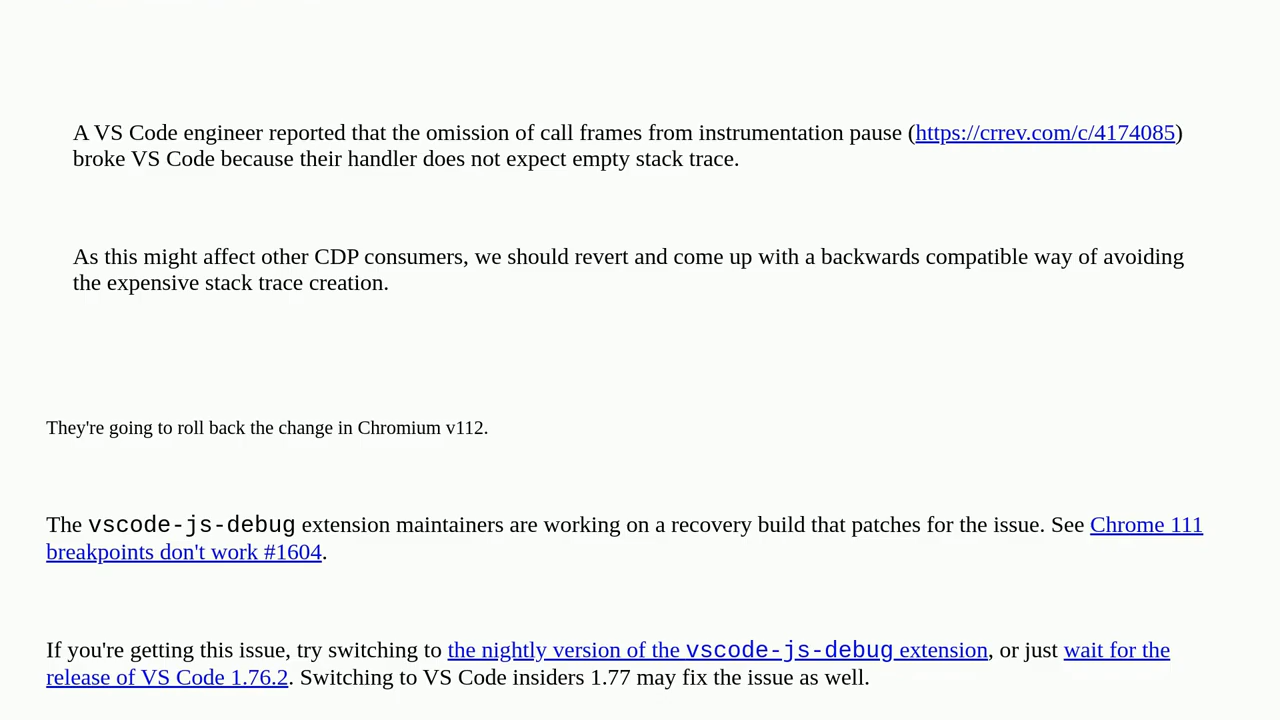 A VS Code engineer reported that the omission of call frames from instrumentation pause (https://crrev.com/c/4174085)
broke VS Code because their handler does not expect empty stack trace.
As this might affect other CDP consumers, we should revert and come up with a backwards compatible way of avoiding
the expensive stack trace creation.
They're going to roll back the change in Chromium v112.
The vscode-js-debug extension maintainers are working on a recovery build that patches for the issue. See Chrome 111
breakpoints don't work #1604.
If you're getting this issue, try switching to the nightly version of the vscode-js-debug extension, or just wait for the
release of VS Code 1.76.2. Switching to VS Code insiders 1.77 may fix the issue as well.